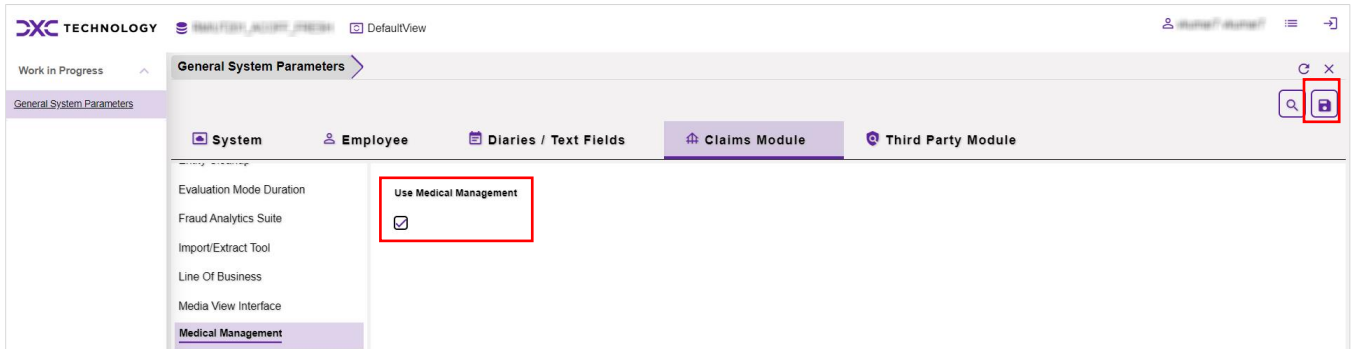 DXC TECHNOLOGY DefaultView
Work in Progress
General System Parameters
General System Parameters
System Employee Diaries / Text Fields Claims Module Third Party Module
Evaluation Mode Duration
Fraud Analytics Suite
Import/Extract Tool
Line Of Business
Media View Interface
Medical Management
Use Medical Management